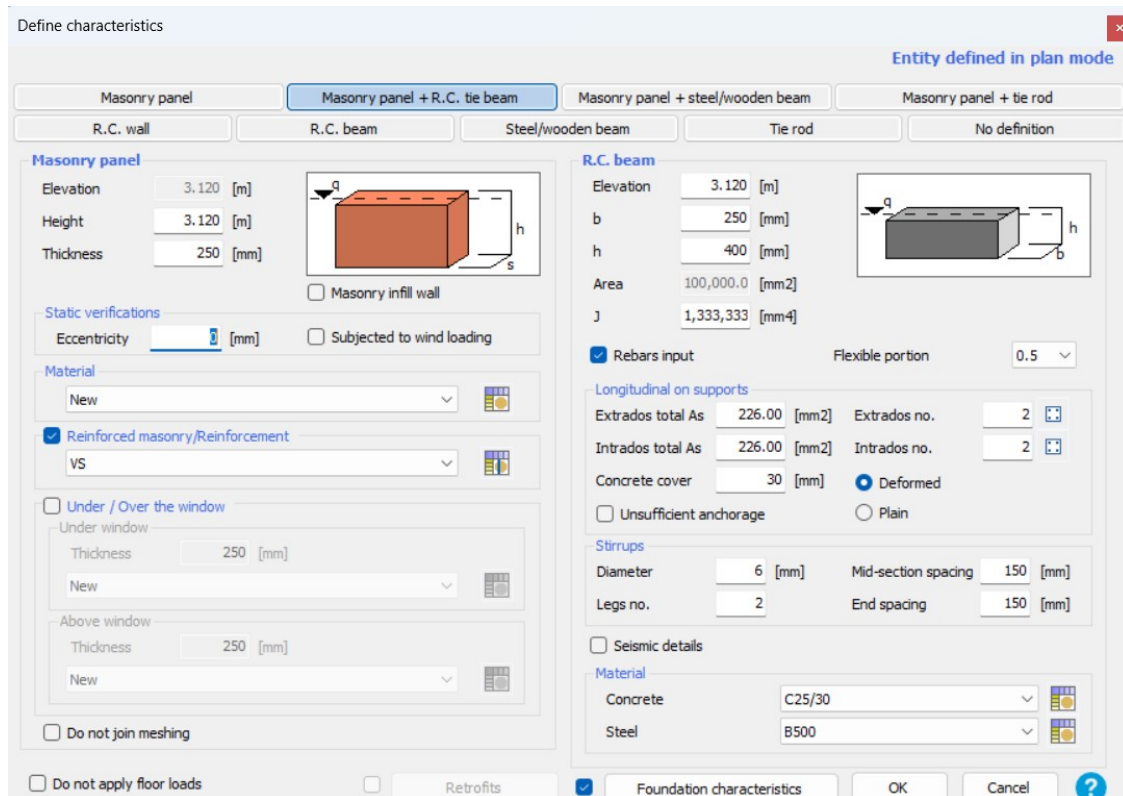 Define characteristics
Entity defined in plan mode
Masonry panel
Masonry panel + R.C. tie beam
Masonry panel + steel/wooden beam
Masonry panel + tie rod
R.C. wall
R.C. beam
Steel/wooden beam
Tie rod
No definition
Masonry panel
Elevation 3.120 [m]
Height 3.120 [m]
Thickness 250 [mm]
q
h
s
Masonry infill wall
Static verifications
Eccentricity 0 [mm]
Subjected to wind loading
Material
New
Reinforced masonry/Reinforcement
VS
Under / Over the window
Under window
Thickness 250 [mm]
New
Above window
Thickness 250 [mm]
New
Do not join meshing
R.C. beam
Elevation 3.120 [m]
b 250 [mm]
h 400 [mm]
Area 100,000.0 [mm2]
J 1,333,333 [mm4]
q
h
b
Rebars input
Flexible portion 0.5
Longitudinal on supports
Extrados total As 226.00 [mm2] Extrados no. 2
Intrados total As 226.00 [mm2] Intrados no. 2
Concrete cover 30 [mm] Deformed
Unsufficient anchorage Plain
Stirrups
Diameter 6 [mm] Mid-section spacing 150 [mm]
Legs no. 2 End spacing 150 [mm]
Seismic details
Material
Concrete C25/30
Steel B500
Do not apply floor loads
Retrofits
Foundation characteristics
OK
Cancel
?